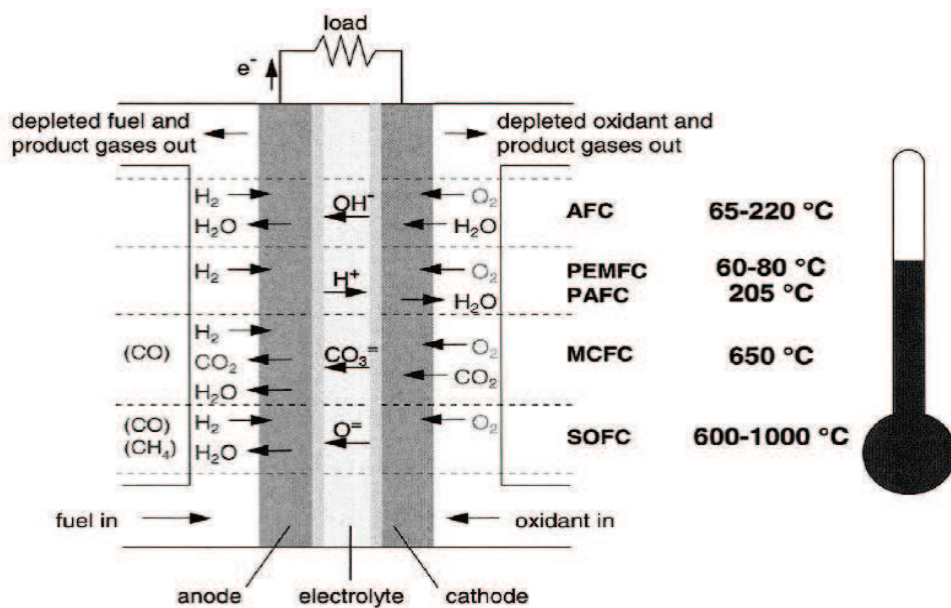 load
e⁻
depleted fuel and
product gases out
depleted oxidant and
product gases out
H₂
OH⁻
O₂
H₂O
H₂O
AFC
65-220 °C
H₂
H⁺
O₂
H₂O
PEMFC
60-80 °C
PAFC
205 °C
(CO)
H₂
CO₂
H₂O
CO₃⁼
O₂
CO₂
MCFC
650 °C
(CO)
(CH₄)
H₂
H₂O
O⁼
O₂
SOFC
600-1000 °C
fuel in
oxidant in
anode
electrolyte
cathode